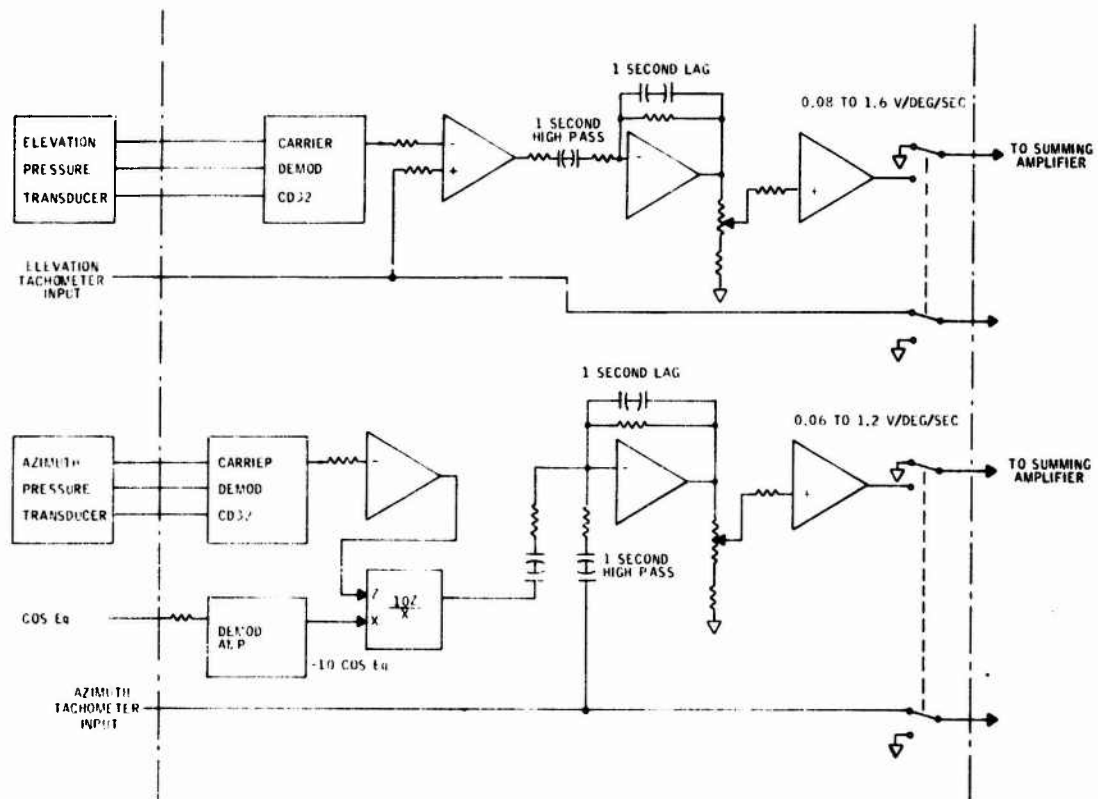 1 SECOND LAG
0.08 TO 1.6 V/DEG/SEC
1 SECOND
HIGH PASS
ELEVATION
PRESSURE
TRANSDUCER
CARRIER
DEMOD
CD32
-
+
-
+
TO SUMMING
AMPLIFIER
ELEVATION
TACHOMETER
INPUT
1 SECOND LAG
0.06 TO 1.2 V/DEG/SEC
AZIMUTH
PRESSURE
TRANSDUCER
CARRIER
DEMOD
CD32
-
-
+
TO SUMMING
AMPLIFIER
1 SECOND
HIGH PASS
Z
10Z
X
X
COS Eq
DEMOD
AMP
-10 COS Eq
AZIMUTH
TACHOMETER
INPUT